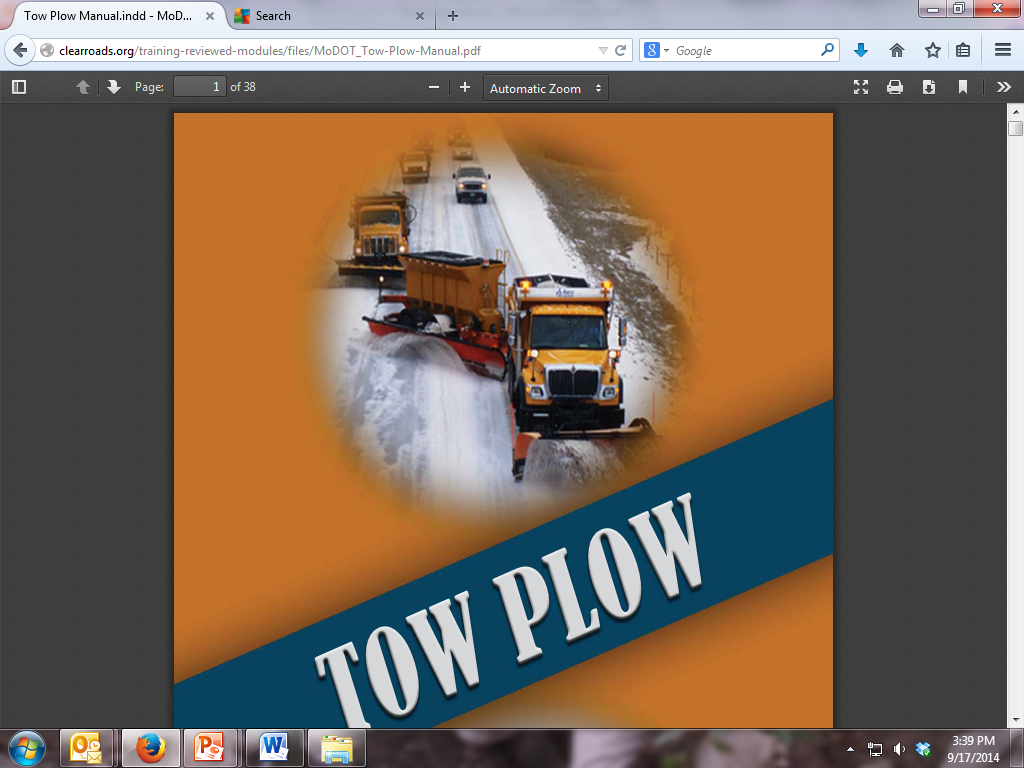 Tow Plow Manual.indd - MoD...
Search
clearroads.org/training-reviewed-modules/files/MoDOT_Tow-Plow-Manual.pdf
Google
Page: 1 of 38
Automatic Zoom
TOW PLOW
3:39 PM
9/17/2014